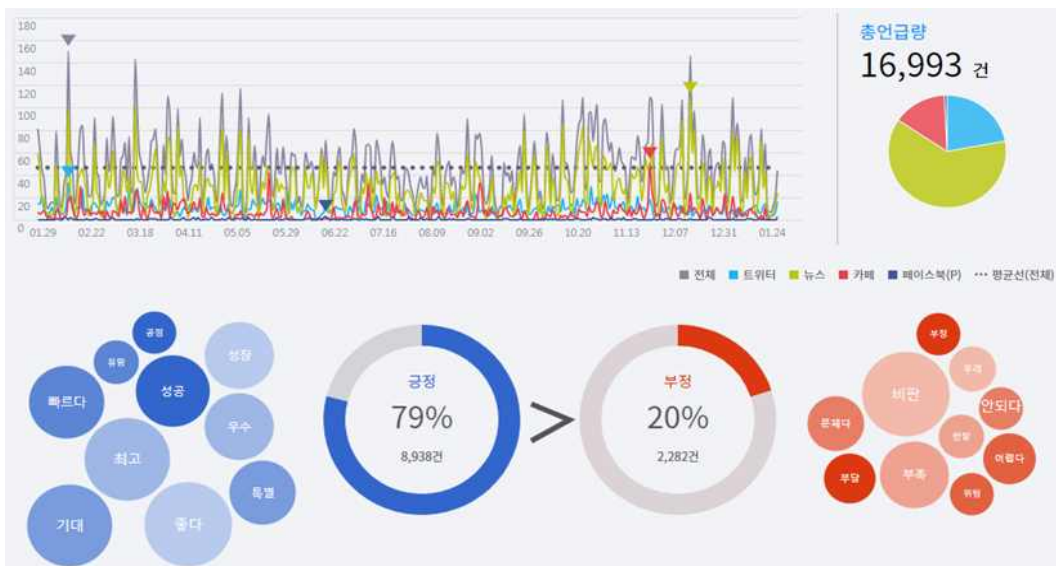 180
160
140
120
100
80
60
40
20
0
01.29 02.22 03.18 04.11 05.05 05.29 06.22 07.16 08.09 09.02 09.26 10.20 11.13 12.07 12.31 01.24
총언급량
16,993 건
전체 트위터 뉴스 카페 페이스북(P) 평균선(전체)
긍정
유망
성장
빠르다
성공
우수
최고
특별
기대
좋다
긍정
79%
8,938건
>
부정
20%
2,282건
부정
우려
비판
안되다
문제다
반발
어렵다
부담
부족
위험